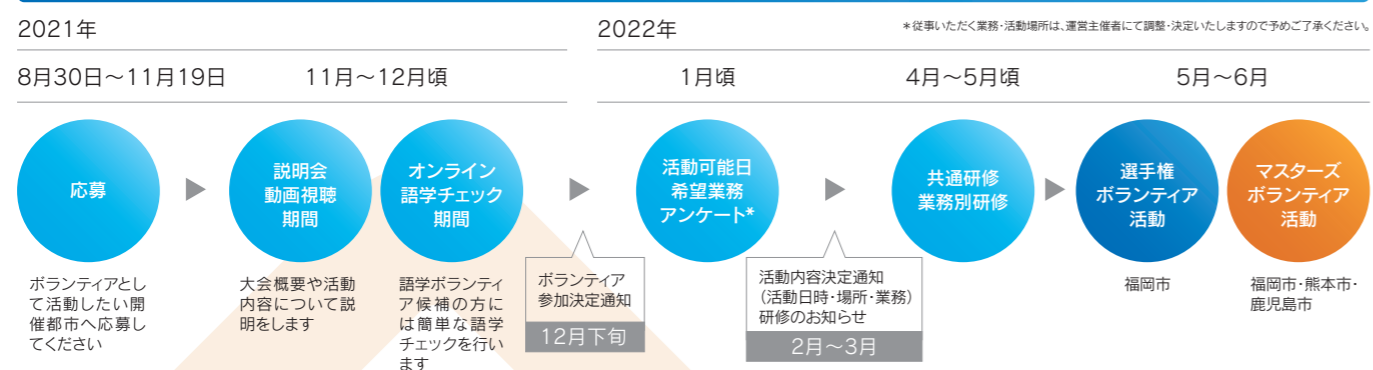 2021年
2022年
*従事いただく業務・活動場所は、運営主催者にて調整・決定いたしますので予めご了承ください。
8月30日～11月19日
11月～12月頃
1月頃
4月～5月頃
5月～6月
応募
説明会
動画視聴
期間
オンライン
語学チェック
期間
活動可能日
希望業務
アンケート*
共通研修
業務別研修
選手権
ボランティア
活動
マスターズ
ボランティア
活動
ボランティアとし
て活動したい開
催都市へ応募し
てください
大会概要や活動
内容について説
明をします
語学ボランティ
ア候補の方に
は簡単な語学
チェックを行い
ます
ボランティア
参加決定通知
12月下旬
活動内容決定通知
（活動日時・場所・業務）
研修のお知らせ
2月～3月
福岡市
福岡市・熊本市・
鹿児島市